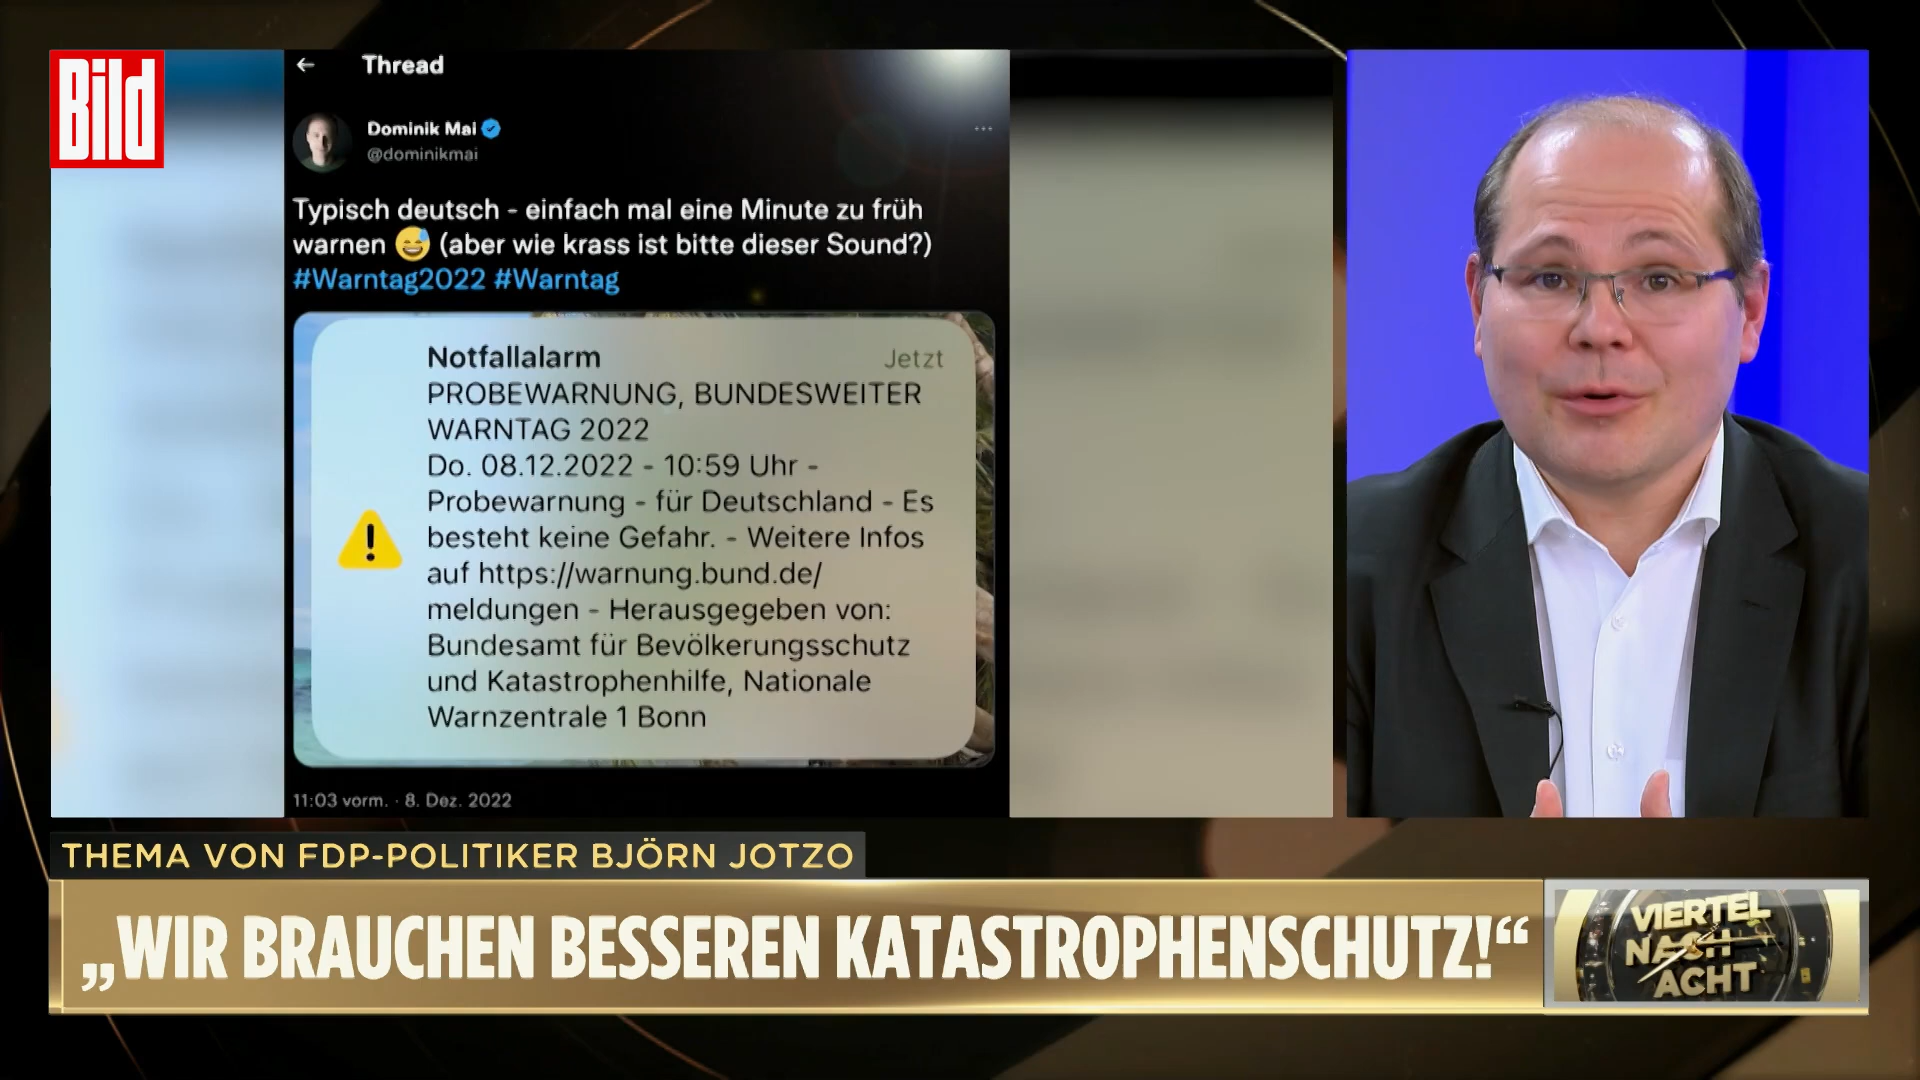 Bild
Thread
Dominik Mai
@dominikmai
Typisch deutsch - einfach mal eine Minute zu früh
warnen 😅 (aber wie krass ist bitte dieser Sound?)
#Warntag2022 #Warntag
Notfallalarm Jetzt
PROBEWARNUNG, BUNDESWEITER
WARNTAG 2022
Do. 08.12.2022 - 10:59 Uhr -
Probewarnung - für Deutschland - Es
besteht keine Gefahr. - Weitere Infos
auf https://warnung.bund.de/
meldungen - Herausgegeben von:
Bundesamt für Bevölkerungsschutz
und Katastrophenhilfe, Nationale
Warnzentrale 1 Bonn
11:03 vorm. · 8. Dez. 2022
THEMA VON FDP-POLITIKER BJÖRN JOTZO
„WIR BRAUCHEN BESSEREN KATASTROPHENSCHUTZ!“
VIERTEL
NACH
ACHT